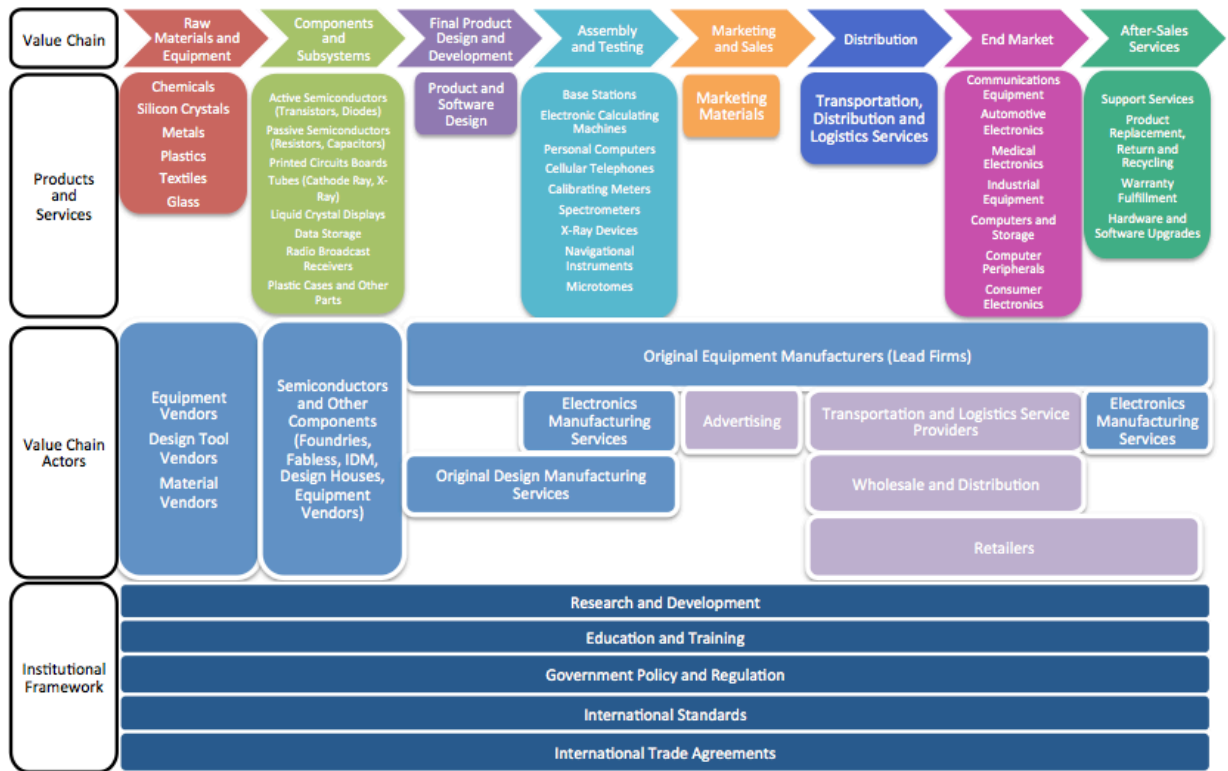 Value Chain
Raw
Materials and
Equipment
Components
and
Subsystems
Final Product
Design and
Development
Assembly
and Testing
Marketing
and Sales
Distribution
End Market
After-Sales
Services
Products
and
Services
Chemicals
Silicon Crystals
Metals
Plastics
Textiles
Glass
Active Semiconductors
(Transistors, Diodes)
Passive Semiconductors
(Resistors, Capacitors)
Printed Circuits Boards
Tubes (Cathode Ray, X-
Ray)
Liquid Crystal Displays
Data Storage
Radio Broadcast
Receivers
Plastic Cases and Other
Parts
Product and
Software
Design
Base Stations
Electronic Calculating
Machines
Personal Computers
Cellular Telephones
Calibrating Meters
Spectrometers
X-Ray Devices
Navigational
Instruments
Microtomes
Marketing
Materials
Transportation,
Distribution and
Logistics Services
Communications
Equipment
Automotive
Electronics
Medical
Electronics
Industrial
Equipment
Computers and
Storage
Computer
Peripherals
Consumer
Electronics
Support Services
Product
Replacement,
Return and
Recycling
Warranty
Fulfillment
Hardware and
Software Upgrades
Value Chain
Actors
Equipment
Vendors
Design Tool
Vendors
Material
Vendors
Semiconductors
and Other
Components
(Foundries,
Fabless, IDM,
Design Houses,
Equipment
Vendors)
Original Equipment Manufacturers (Lead Firms)
Electronics
Manufacturing
Services
Advertising
Transportation and Logistics Service
Providers
Electronics
Manufacturing
Services
Original Design Manufacturing
Services
Wholesale and Distribution
Retailers
Institutional
Framework
Research and Development
Education and Training
Government Policy and Regulation
International Standards
International Trade Agreements